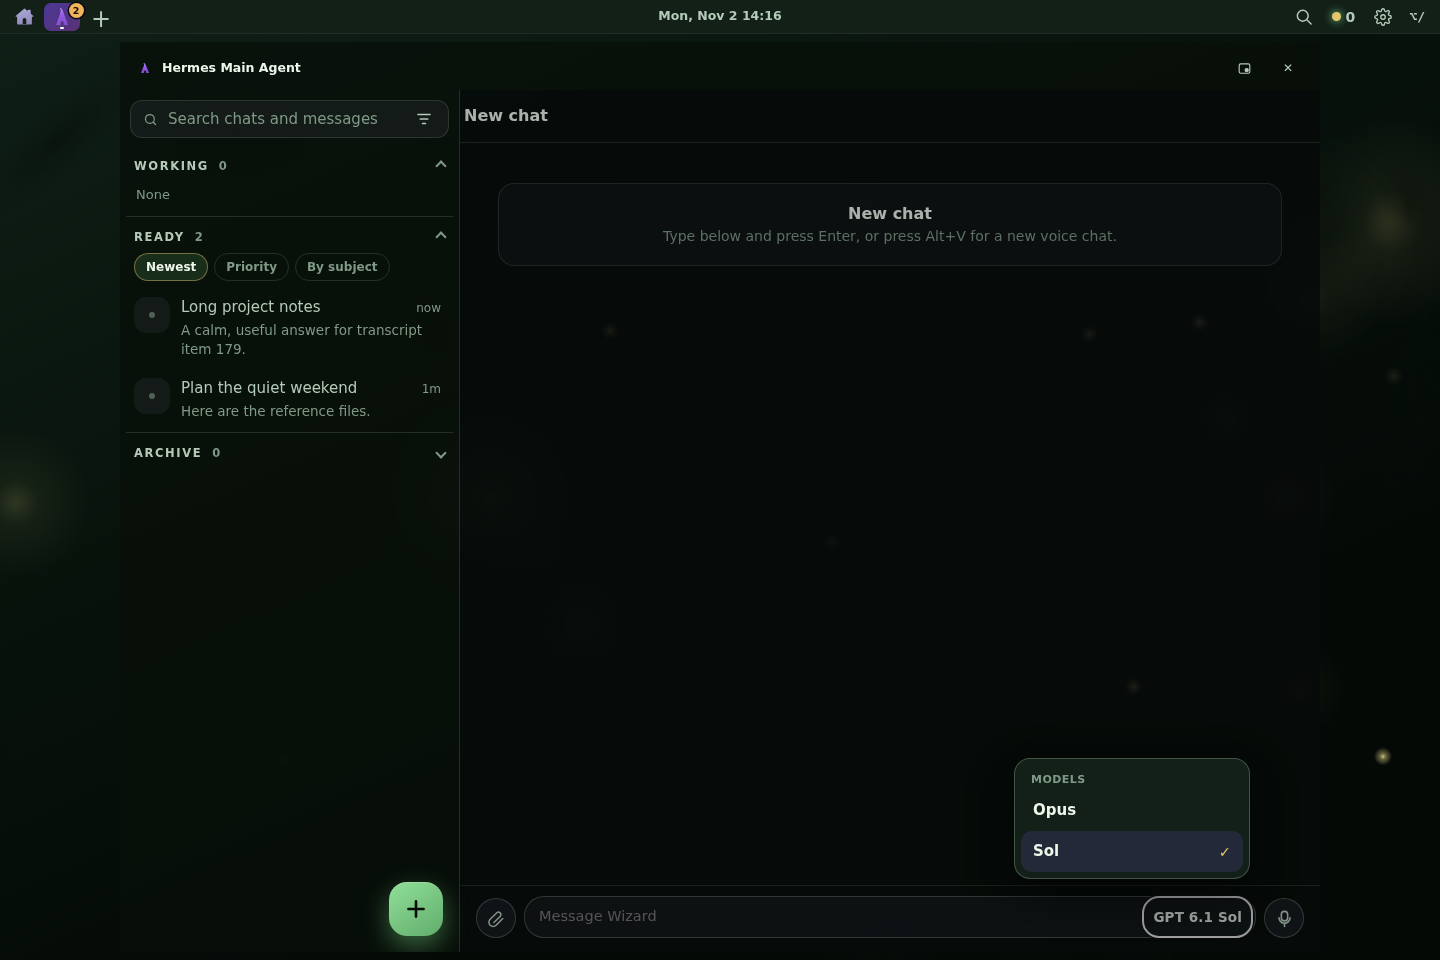 2
Mon, Nov 2 14:16
0
⌥/
Hermes Main Agent
Search chats and messages
WORKING 0
None
READY 2
Newest Priority By subject
Long project notes now
A calm, useful answer for transcript
item 179.
Plan the quiet weekend 1m
Here are the reference files.
ARCHIVE 0
New chat
New chat
Type below and press Enter, or press Alt+V for a new voice chat.
MODELS
Opus
Sol ✓
Message Wizard
GPT 6.1 Sol